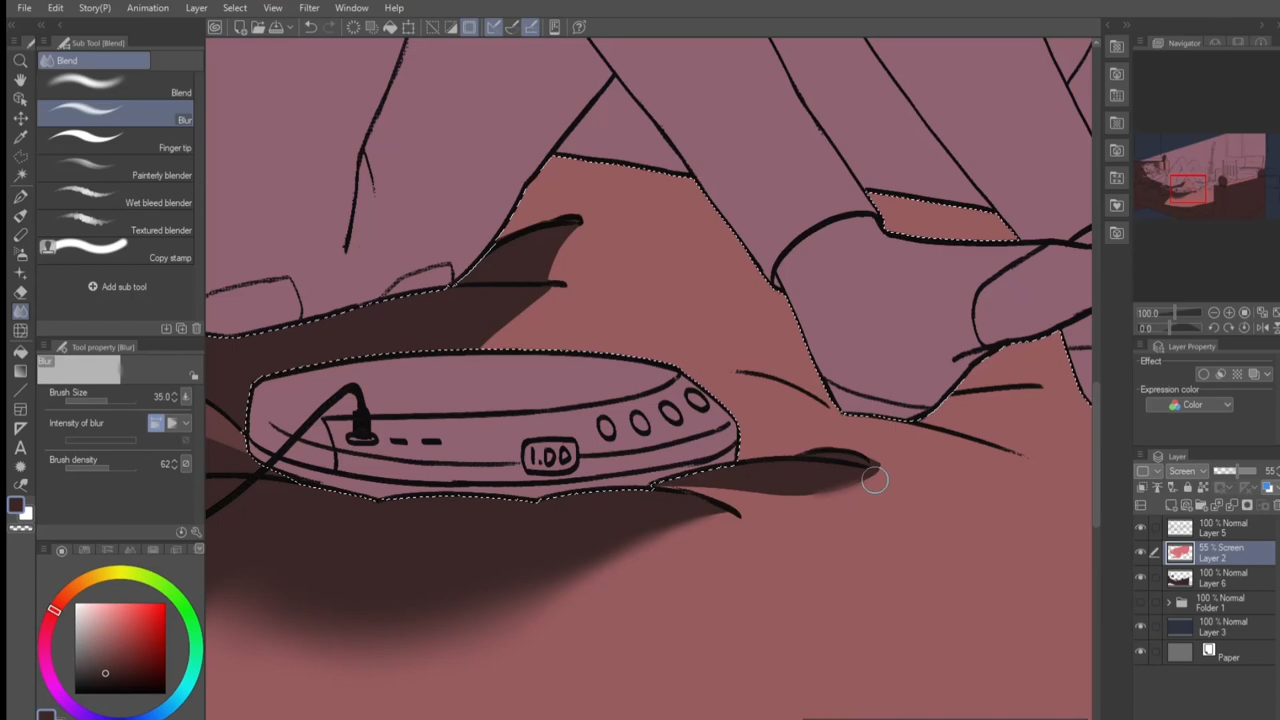 File Edit Story(P) Animation Layer Select View Filter Window Help
Sub Tool [Blend]
Blend
Blend
Blur
Finger tip
Painterly blender
Wet bleed blender
Textured blender
Copy stamp
Add sub tool
Tool property [Blur]
Blur
Brush Size 35.0
Intensity of blur
Brush density 62
1.00
Navigator
100.0
0.0
Layer Property
Effect
Expression color
Color
Layer
Screen 55
100 % Normal
Layer 5
55 % Screen
Layer 2
100 % Normal
Layer 6
100 % Normal
Folder 1
100 % Normal
Layer 3
Paper